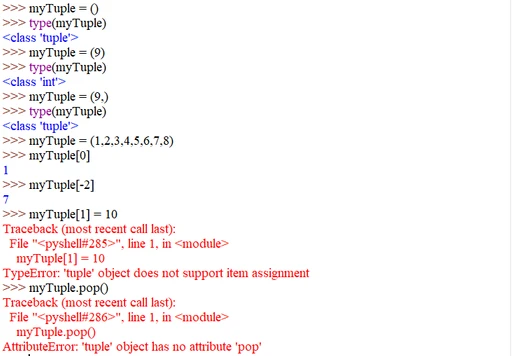 >>> myTuple = ()
>>> type(myTuple)
<class 'tuple'>
>>> myTuple = (9)
>>> type(myTuple)
<class 'int'>
>>> myTuple = (9,)
>>> type(myTuple)
<class 'tuple'>
>>> myTuple = (1,2,3,4,5,6,7,8)
>>> myTuple[0]
1
>>> myTuple[-2]
7
>>> myTuple[1] = 10
Traceback (most recent call last):
  File "<pyshell#285>", line 1, in <module>
    myTuple[1] = 10
TypeError: 'tuple' object does not support item assignment
>>> myTuple.pop()
Traceback (most recent call last):
  File "<pyshell#286>", line 1, in <module>
    myTuple.pop()
AttributeError: 'tuple' object has no attribute 'pop'